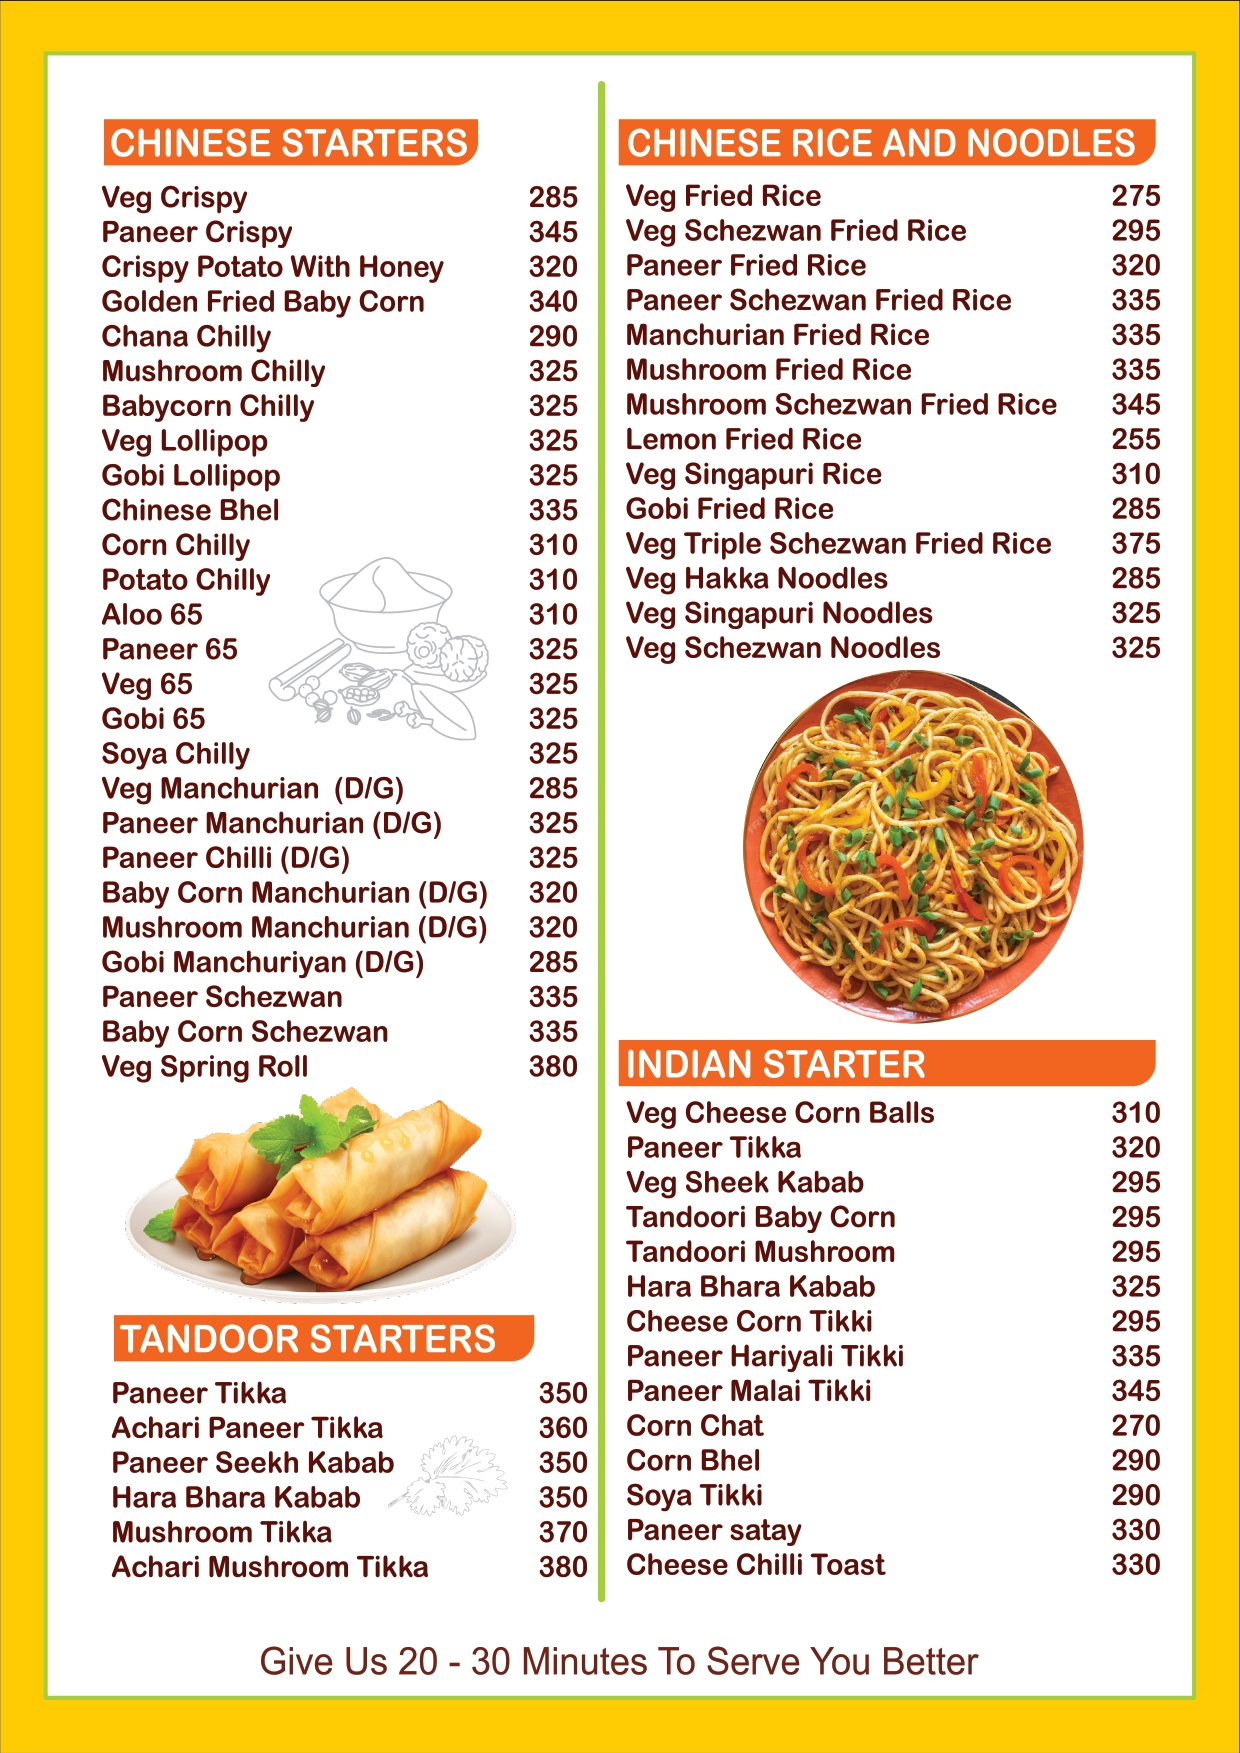 CHINESE STARTERS
Veg Crispy 285
Paneer Crispy 345
Crispy Potato With Honey 320
Golden Fried Baby Corn 340
Chana Chilly 290
Mushroom Chilly 325
Babycorn Chilly 325
Veg Lollipop 325
Gobi Lollipop 325
Chinese Bhel 335
Corn Chilly 310
Potato Chilly 310
Aloo 65 310
Paneer 65 325
Veg 65 325
Gobi 65 325
Soya Chilly 325
Veg Manchurian (D/G) 285
Paneer Manchurian (D/G) 325
Paneer Chilli (D/G) 325
Baby Corn Manchurian (D/G) 320
Mushroom Manchurian (D/G) 320
Gobi Manchuriyan (D/G) 285
Paneer Schezwan 335
Baby Corn Schezwan 335
Veg Spring Roll 380
TANDOOR STARTERS
Paneer Tikka 350
Achari Paneer Tikka 360
Paneer Seekh Kabab 350
Hara Bhara Kabab 350
Mushroom Tikka 370
Achari Mushroom Tikka 380
CHINESE RICE AND NOODLES
Veg Fried Rice 275
Veg Schezwan Fried Rice 295
Paneer Fried Rice 320
Paneer Schezwan Fried Rice 335
Manchurian Fried Rice 335
Mushroom Fried Rice 335
Mushroom Schezwan Fried Rice 345
Lemon Fried Rice 255
Veg Singapuri Rice 310
Gobi Fried Rice 285
Veg Triple Schezwan Fried Rice 375
Veg Hakka Noodles 285
Veg Singapuri Noodles 325
Veg Schezwan Noodles 325
INDIAN STARTER
Veg Cheese Corn Balls 310
Paneer Tikka 320
Veg Sheek Kabab 295
Tandoori Baby Corn 295
Tandoori Mushroom 295
Hara Bhara Kabab 325
Cheese Corn Tikki 295
Paneer Hariyali Tikki 335
Paneer Malai Tikki 345
Corn Chat 270
Corn Bhel 290
Soya Tikki 290
Paneer satay 330
Cheese Chilli Toast 330
Give Us 20 - 30 Minutes To Serve You Better